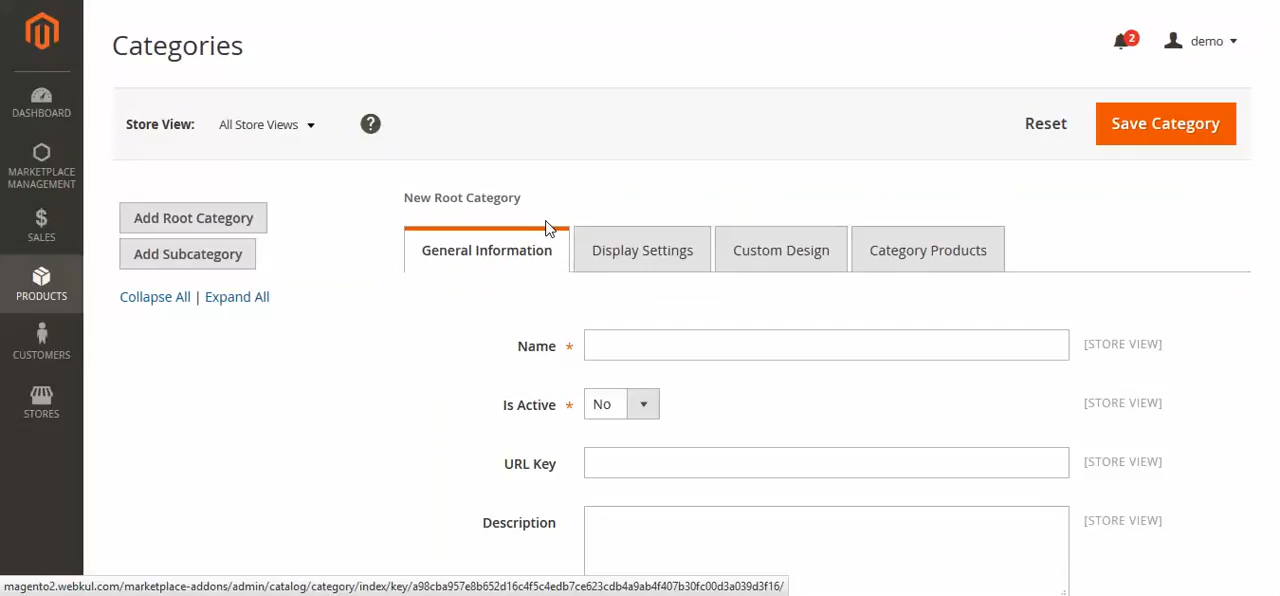 Categories
2
demo
DASHBOARD
MARKETPLACE
MANAGEMENT
SALES
PRODUCTS
CUSTOMERS
STORES
Store View:
All Store Views
?
Reset
Save Category
Add Root Category
Add Subcategory
Collapse All | Expand All
New Root Category
General Information
Display Settings
Custom Design
Category Products
Name *
[STORE VIEW]
Is Active *
No
[STORE VIEW]
URL Key
[STORE VIEW]
Description
[STORE VIEW]
magento2.webkul.com/marketplace-addons/admin/catalog/category/index/key/a98cba957e8b652d16c4f5c4edb7ce623cdb4a9ab4f407b30fc00d3a039d3f16/